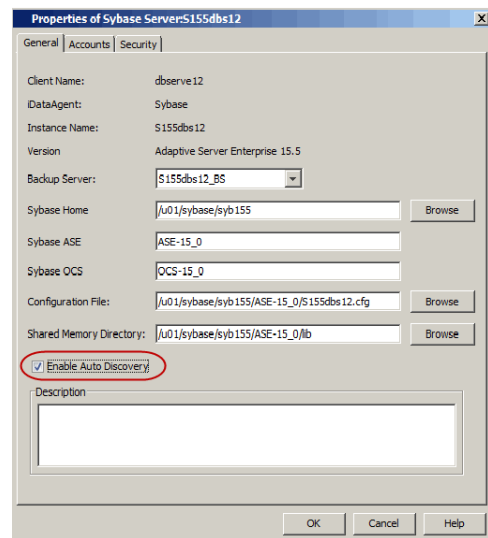 Properties of Sybase Server:S155dbs12
X
General Accounts Security
Client Name: dbserve12
iDataAgent: Sybase
Instance Name: S155dbs12
Version Adaptive Server Enterprise 15.5
Backup Server: S155dbs12_BS
Sybase Home /u01/sybase/syb155 Browse
Sybase ASE ASE-15_0
Sybase OCS OCS-15_0
Configuration File: /u01/sybase/syb155/ASE-15_0/S155dbs12.cfg Browse
Shared Memory Directory: /u01/sybase/syb155/ASE-15_0/lib Browse
Enable Auto Discovery
Description
OK Cancel Help